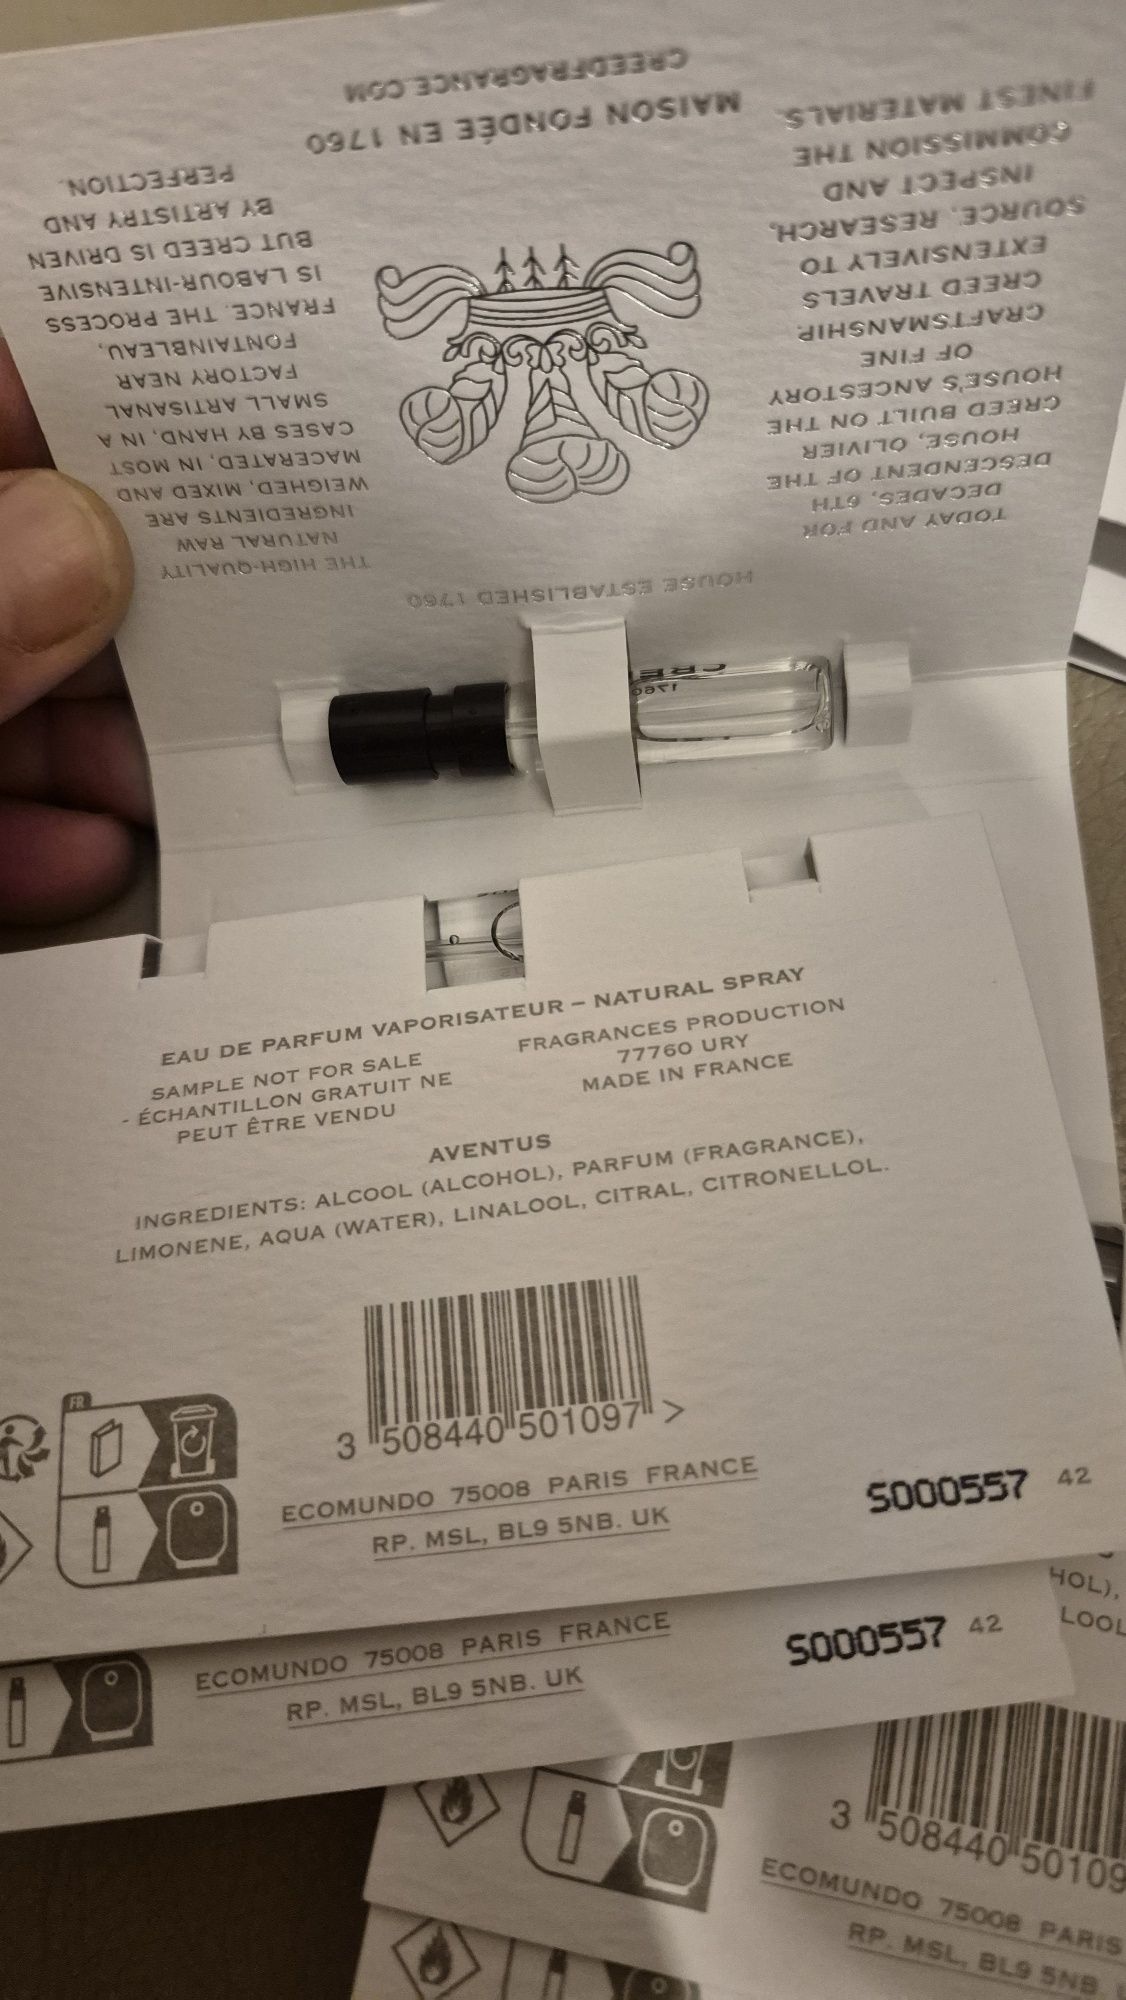 CREEDFRAGRANCE.COM
MAISON FONDÉE EN 1760
THE HIGH-QUALITY
NATURAL RAW
INGREDIENTS ARE
WEIGHED, MIXED AND
MACERATED, IN MOST
CASES BY HAND, IN A
SMALL ARTISANAL
FACTORY NEAR
FONTAINBLEAU,
FRANCE. THE PROCESS
IS LABOUR-INTENSIVE
BUT CREED IS DRIVEN
BY ARTISTRY AND
PERFECTION.
TODAY AND FOR
DECADES, 6TH
DESCENDENT OF THE
HOUSE, OLIVIER
CREED BUILT ON THE
HOUSE'S ANCESTORY
OF FINE
CRAFTSMANSHIP.
CREED TRAVELS
EXTENSIVELY TO
SOURCE, RESEARCH,
INSPECT AND
COMMISSION THE
FINEST MATERIALS.
HOUSE ESTABLISHED 1760
CRE
1760
EAU DE PARFUM VAPORISATEUR – NATURAL SPRAY
SAMPLE NOT FOR SALE
- ÉCHANTILLON GRATUIT NE
PEUT ÊTRE VENDU
FRAGRANCES PRODUCTION
77760 URY
MADE IN FRANCE
AVENTUS
INGREDIENTS: ALCOOL (ALCOHOL), PARFUM (FRAGRANCE),
LIMONENE, AQUA (WATER), LINALOOL, CITRAL, CITRONELLOL.
FR
3 508440 501097 >
ECOMUNDO 75008 PARIS FRANCE
RP. MSL, BL9 5NB. UK
S000557 42
ECOMUNDO 75008 PARIS FRANCE
RP. MSL, BL9 5NB. UK
S000557 42
HOL),
LOOL
3 508440 50109
ECOMUNDO 75008 PARIS
RP. MSL, BL9 5NB.